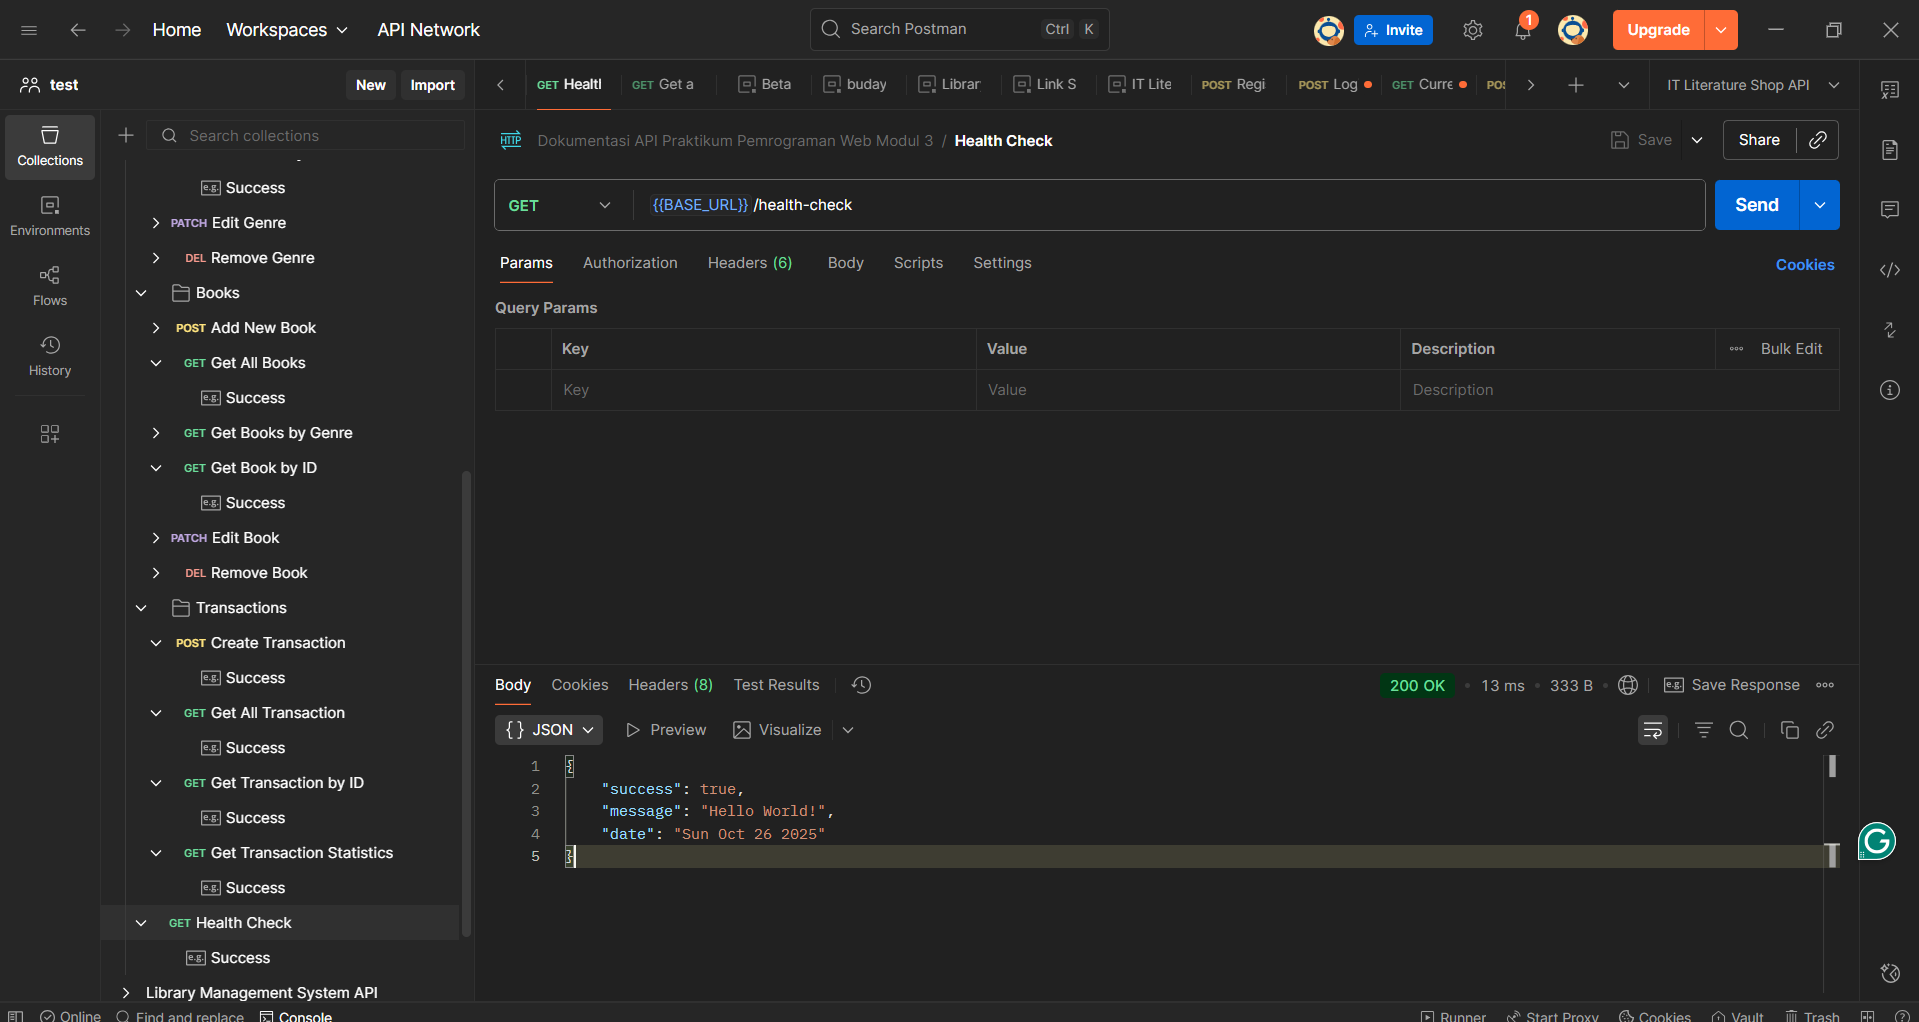 Home Workspaces API Network Search Postman Ctrl K Invite 1 Upgrade
test New Import GET Healtl GET Get a Beta buday Librar Link S IT Lite POST Regi POST Log GET Curre POS IT Literature Shop API
Search collections
Collections
Environments
Flows
History
Success
PATCH Edit Genre
DEL Remove Genre
Books
POST Add New Book
GET Get All Books
Success
GET Get Books by Genre
GET Get Book by ID
Success
PATCH Edit Book
DEL Remove Book
Transactions
POST Create Transaction
Success
GET Get All Transaction
Success
GET Get Transaction by ID
Success
GET Get Transaction Statistics
Success
GET Health Check
Success
Library Management System API
HTTP Dokumentasi API Praktikum Pemrograman Web Modul 3 / Health Check Save Share
GET {{BASE_URL}} /health-check Send
Params Authorization Headers (6) Body Scripts Settings Cookies
Query Params
Key Value Description Bulk Edit
Key Value Description
Body Cookies Headers (8) Test Results 200 OK 13 ms 333 B e.g. Save Response
{} JSON Preview Visualize
1 {
2 "success": true,
3 "message": "Hello World!",
4 "date": "Sun Oct 26 2025"
5 }
Online Find and replace Console Runner Start Proxy Cookies Vault Trash